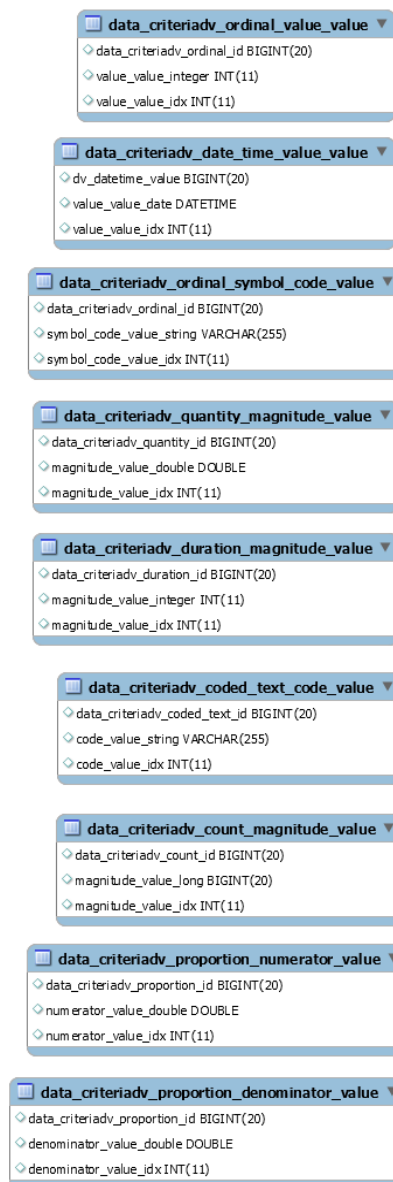 data_criteriadv_ordinal_value_value
data_criteriadv_ordinal_id BIGINT(20)
value_value_integer INT(11)
value_value_idx INT(11)
data_criteriadv_date_time_value_value
dv_datetime_value BIGINT(20)
value_value_date DATETIME
value_value_idx INT(11)
data_criteriadv_ordinal_symbol_code_value
data_criteriadv_ordinal_id BIGINT(20)
symbol_code_value_string VARCHAR(255)
symbol_code_value_idx INT(11)
data_criteriadv_quantity_magnitude_value
data_criteriadv_quantity_id BIGINT(20)
magnitude_value_double DOUBLE
magnitude_value_idx INT(11)
data_criteriadv_duration_magnitude_value
data_criteriadv_duration_id BIGINT(20)
magnitude_value_integer INT(11)
magnitude_value_idx INT(11)
data_criteriadv_coded_text_code_value
data_criteriadv_coded_text_id BIGINT(20)
code_value_string VARCHAR(255)
code_value_idx INT(11)
data_criteriadv_count_magnitude_value
data_criteriadv_count_id BIGINT(20)
magnitude_value_long BIGINT(20)
magnitude_value_idx INT(11)
data_criteriadv_proportion_numerator_value
data_criteriadv_proportion_id BIGINT(20)
numerator_value_double DOUBLE
numerator_value_idx INT(11)
data_criteriadv_proportion_denominator_value
data_criteriadv_proportion_id BIGINT(20)
denominator_value_double DOUBLE
denominator_value_idx INT(11)